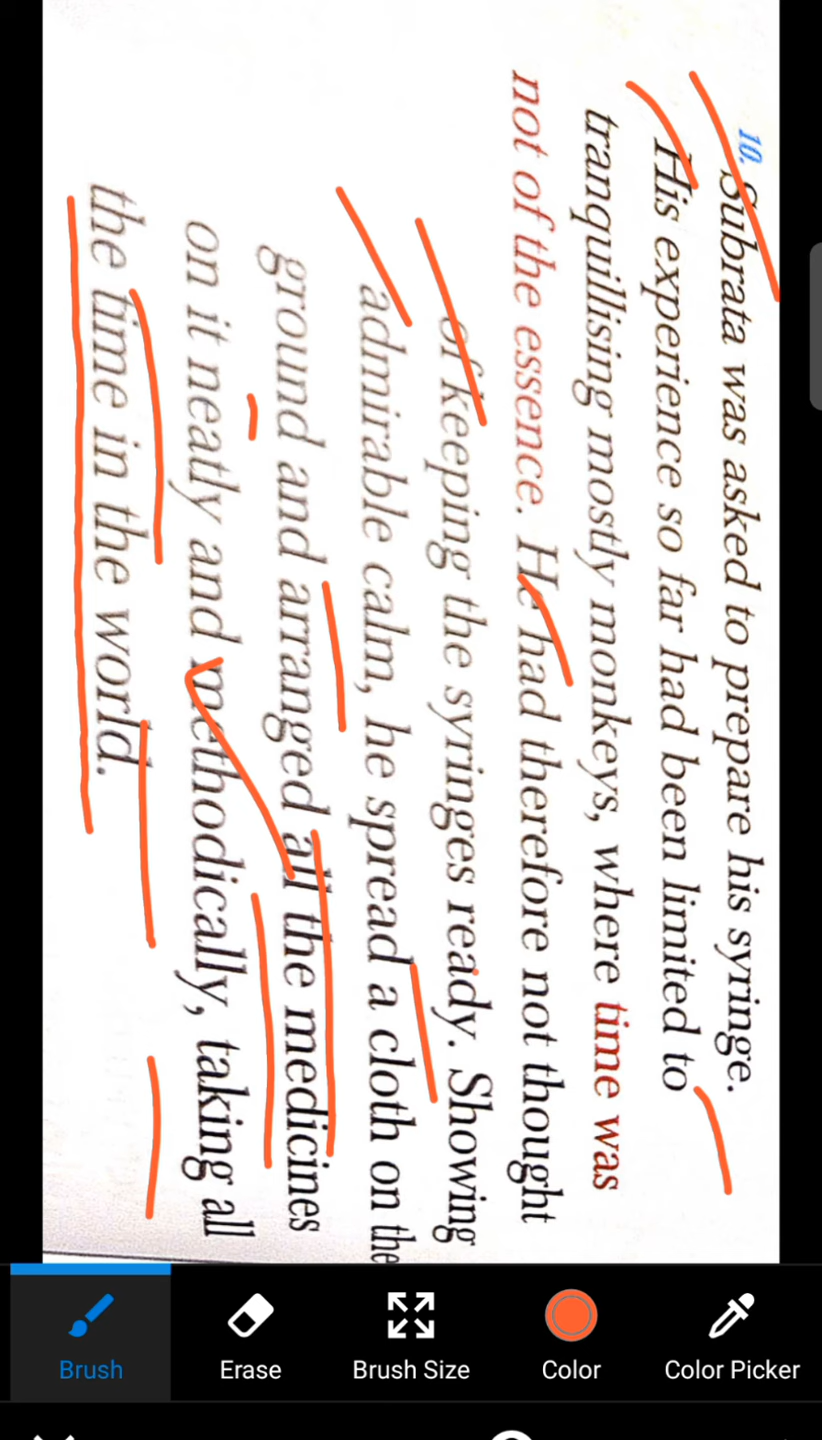 10. Subrata was asked to prepare his syringe.
His experience so far had been limited to
tranquillising mostly monkeys, where time was
not of the essence. He had therefore not thought
of keeping the syringes ready. Showing
admirable calm, he spread a cloth on the
ground and arranged all the medicines
on it neatly and methodically, taking all
the time in the world.
Brush
Erase
Brush Size
Color
Color Picker